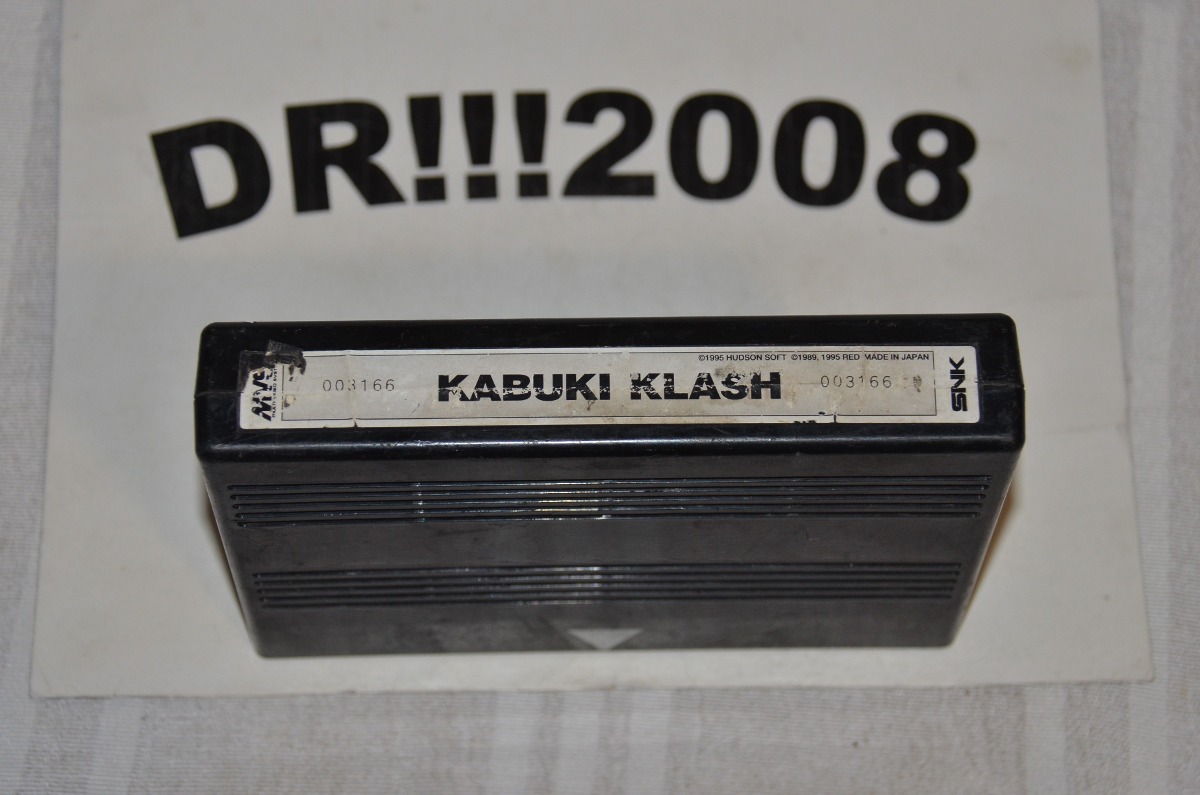 DR!!!2008
©1995 HUDSON SOFT ©1989, 1995 RED MADE IN JAPAN
MVS
003166 KABUKI KLASH 003166
SNK